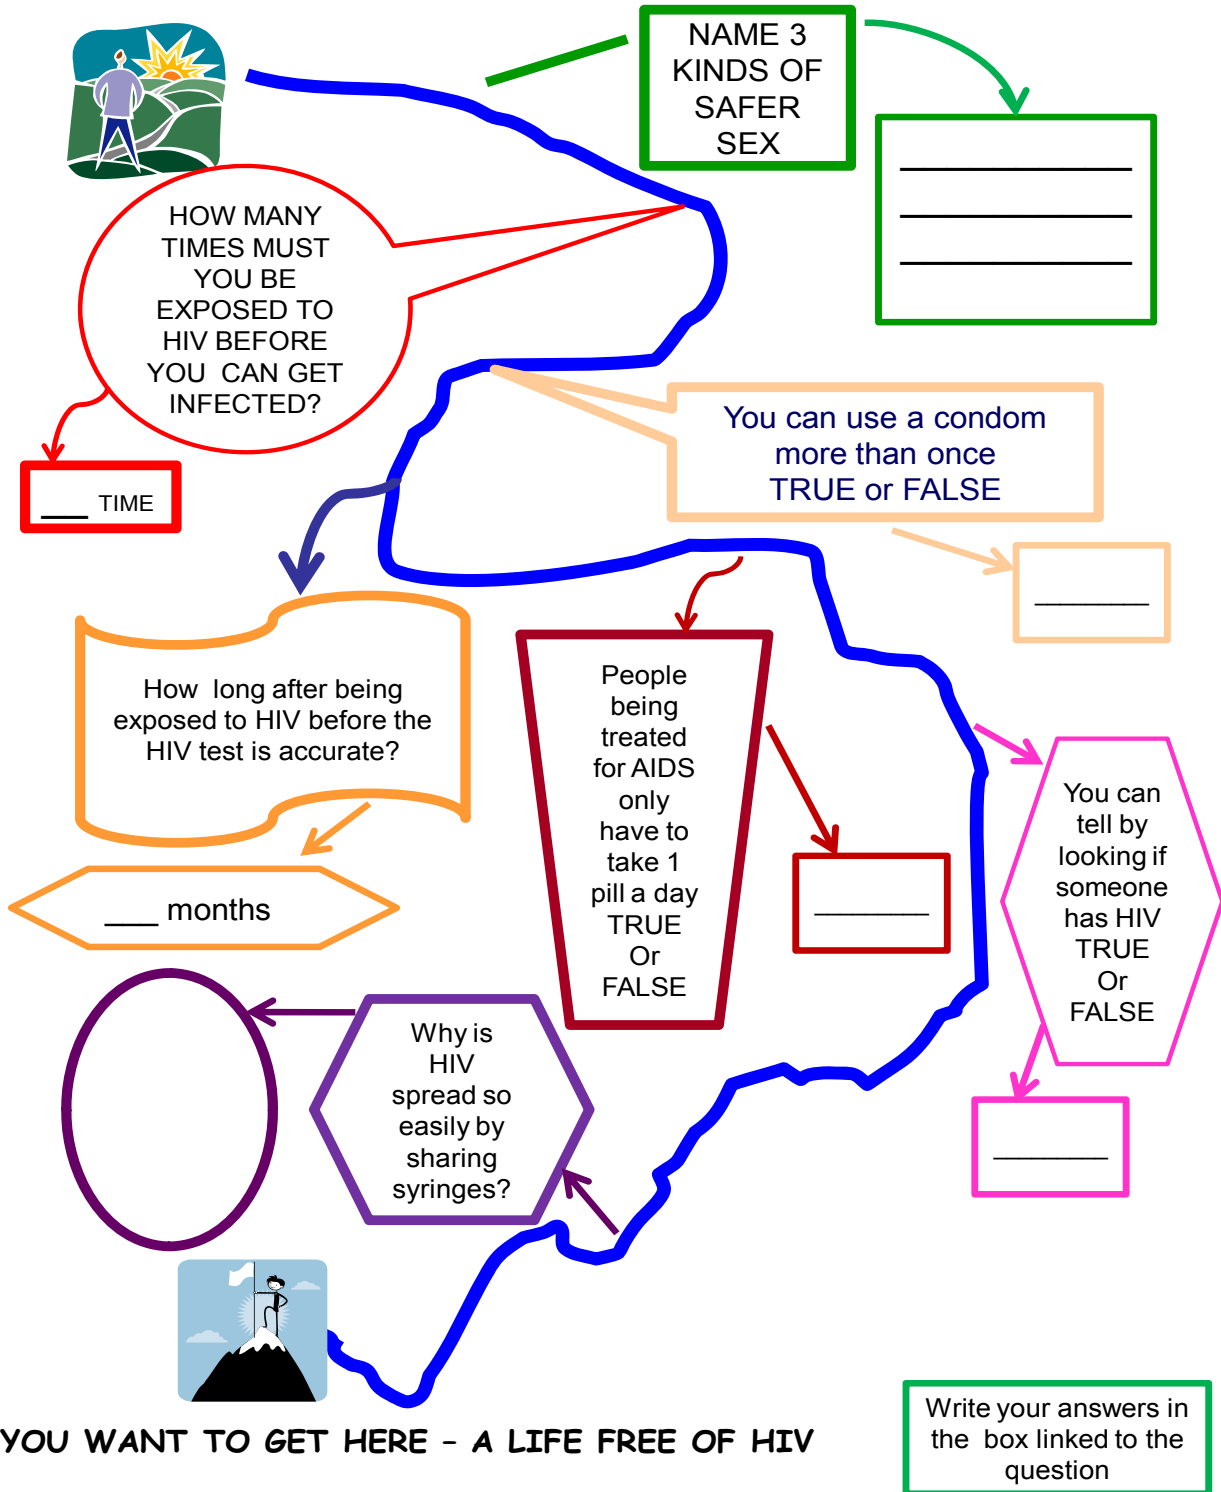 NAME 3
KINDS OF
SAFER
SEX
HOW MANY
TIMES MUST
YOU BE
EXPOSED TO
HIV BEFORE
YOU CAN GET
INFECTED?
___ TIME
You can use a condom
more than once
TRUE or FALSE
How long after being
exposed to HIV before the
HIV test is accurate?
___ months
People
being
treated
for AIDS
only
have to
take 1
pill a day
TRUE
Or
FALSE
You can
tell by
looking if
someone
has HIV
TRUE
Or
FALSE
Why is
HIV
spread so
easily by
sharing
syringes?
YOU WANT TO GET HERE – A LIFE FREE OF HIV
Write your answers in
the box linked to the
question